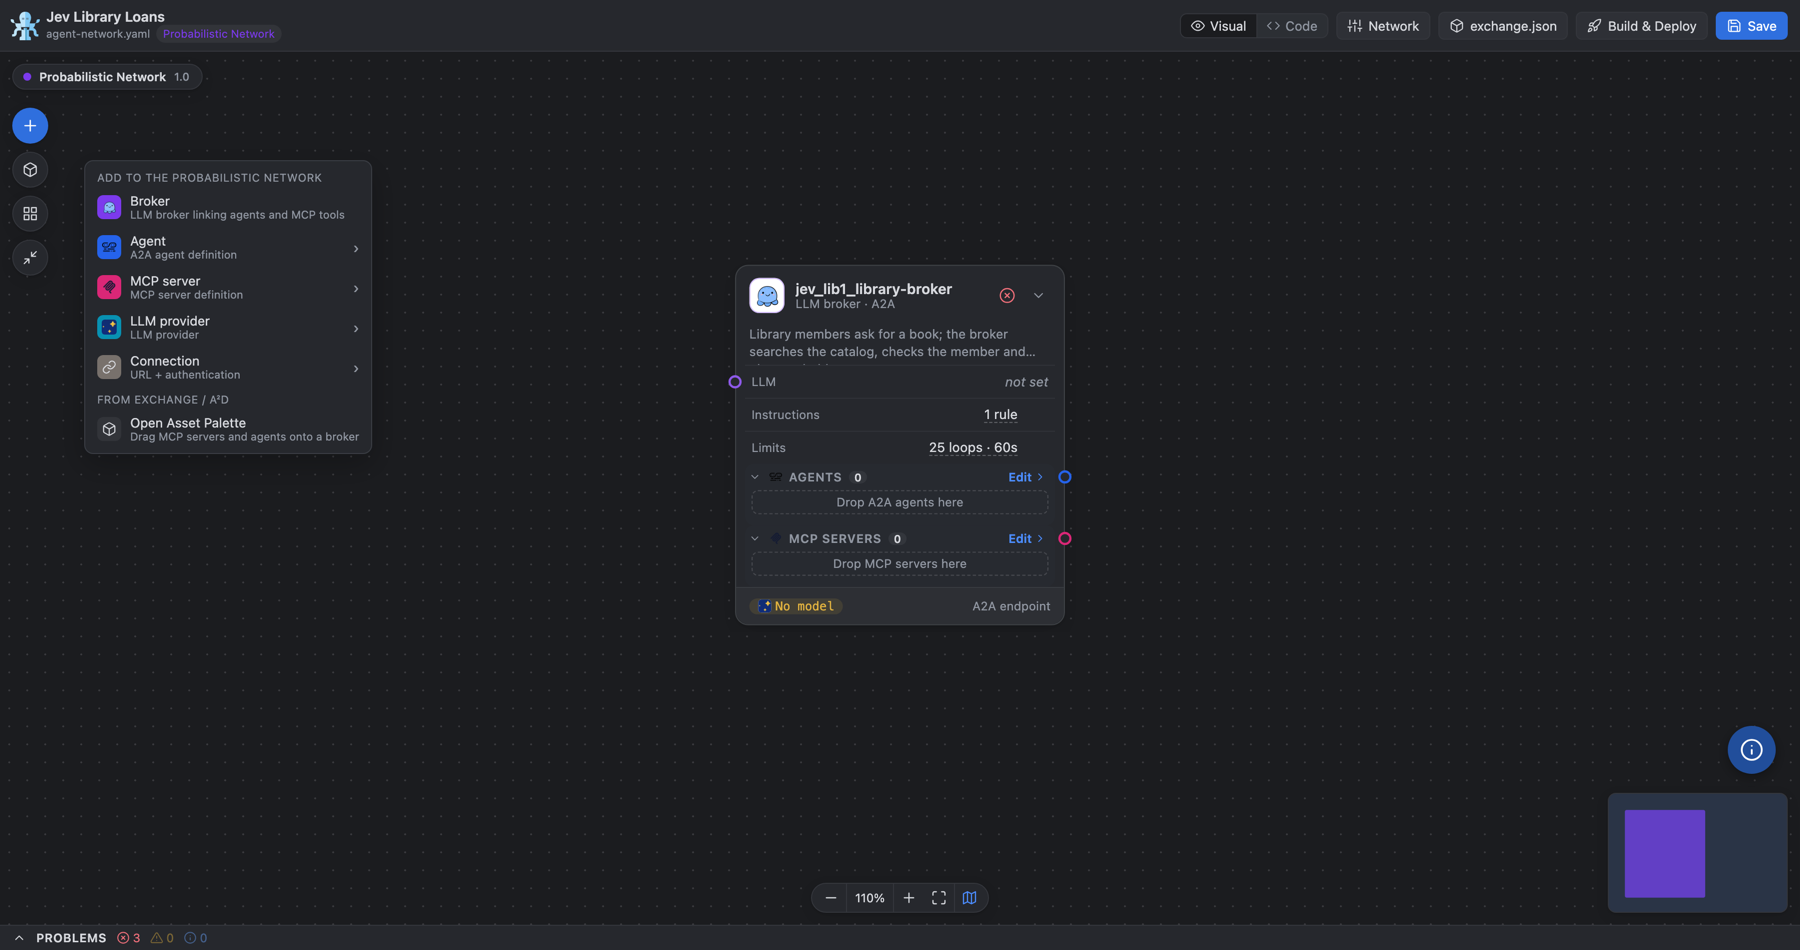 Jev Library Loans
agent-network.yaml Probabilistic Network
Visual
Code
Network
exchange.json
Build & Deploy
Save
Probabilistic Network 1.0
ADD TO THE PROBABILISTIC NETWORK
Broker
LLM broker linking agents and MCP tools
Agent
A2A agent definition
MCP server
MCP server definition
LLM provider
LLM provider
Connection
URL + authentication
FROM EXCHANGE / A²D
Open Asset Palette
Drag MCP servers and agents onto a broker
jev_lib1_library-broker
LLM broker · A2A
Library members ask for a book; the broker
searches the catalog, checks the member and...
LLM not set
Instructions 1 rule
Limits 25 loops · 60s
AGENTS 0 Edit
Drop A2A agents here
MCP SERVERS 0 Edit
Drop MCP servers here
No model A2A endpoint
110%
PROBLEMS 3 0 0